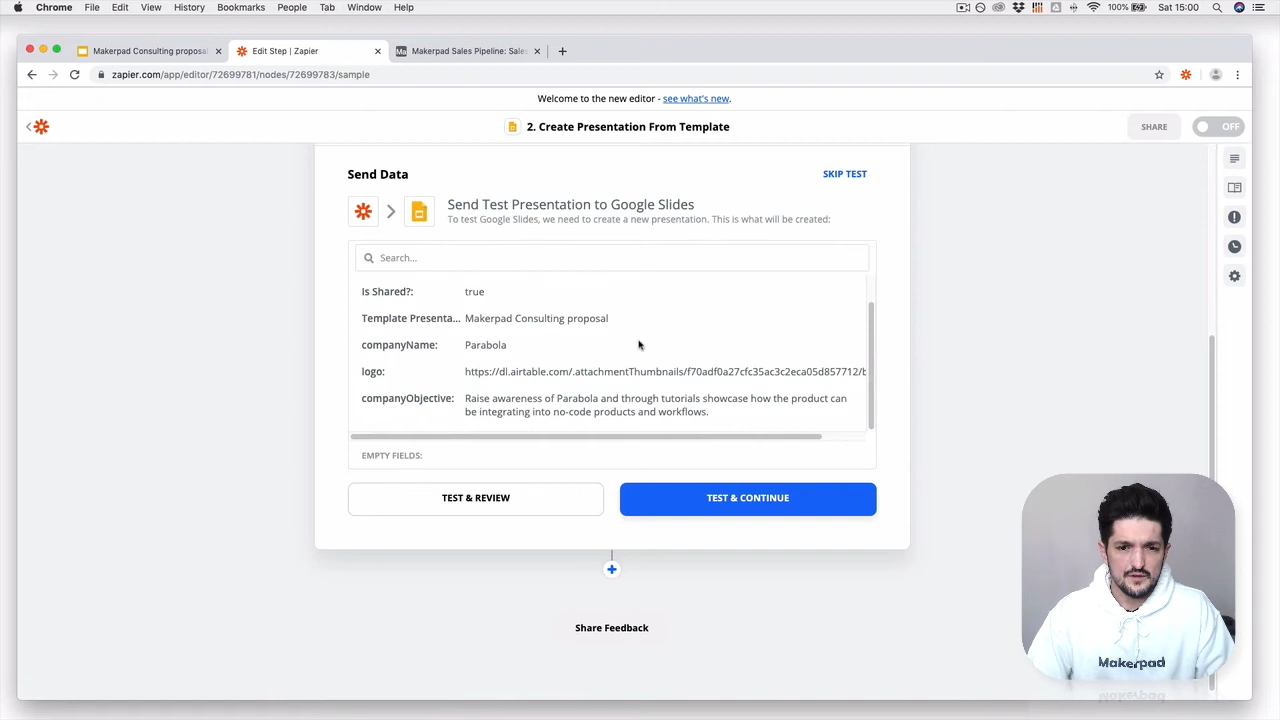 Chrome File Edit View History Bookmarks People Tab Window Help 100% Sat 15:00
Makerpad Consulting proposal Edit Step | Zapier Makerpad Sales Pipeline: Sales
zapier.com/app/editor/72699781/nodes/72699783/sample
Welcome to the new editor - see what's new.
2. Create Presentation From Template
SHARE
OFF
Send Data
SKIP TEST
Send Test Presentation to Google Slides
To test Google Slides, we need to create a new presentation. This is what will be created:
Search...
Is Shared?: true
Template Presenta... Makerpad Consulting proposal
companyName: Parabola
logo: https://dl.airtable.com/.attachmentThumbnails/f70adf0a27cfc35ac3c2eca05d857712/b
companyObjective: Raise awareness of Parabola and through tutorials showcase how the product can
be integrating into no-code products and workflows.
EMPTY FIELDS:
TEST & REVIEW
TEST & CONTINUE
Share Feedback
Makerpad